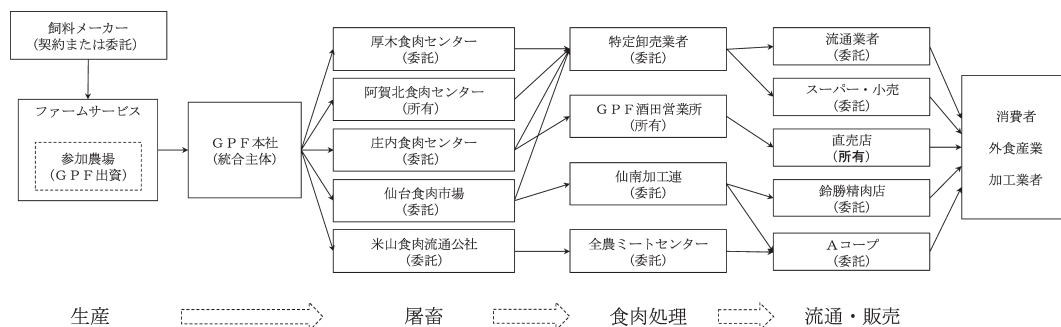 飼料メーカー
(契約または委託)
ファームサービス
参加農場
(GPF出資)
GPF本社
(統合主体)
厚木食肉センター
(委託)
阿賀北食肉センター
(所有)
庄内食肉センター
(委託)
仙台食肉市場
(委託)
米山食肉流通公社
(委託)
特定卸売業者
(委託)
GPF酒田営業所
(所有)
仙南加工連
(委託)
全農ミートセンター
(委託)
流通業者
(委託)
スーパー・小売
(委託)
直売店
(所有)
鈴勝精肉店
(委託)
Aコープ
(委託)
消費者
外食産業
加工業者
生産
屠畜
食肉処理
流通・販売